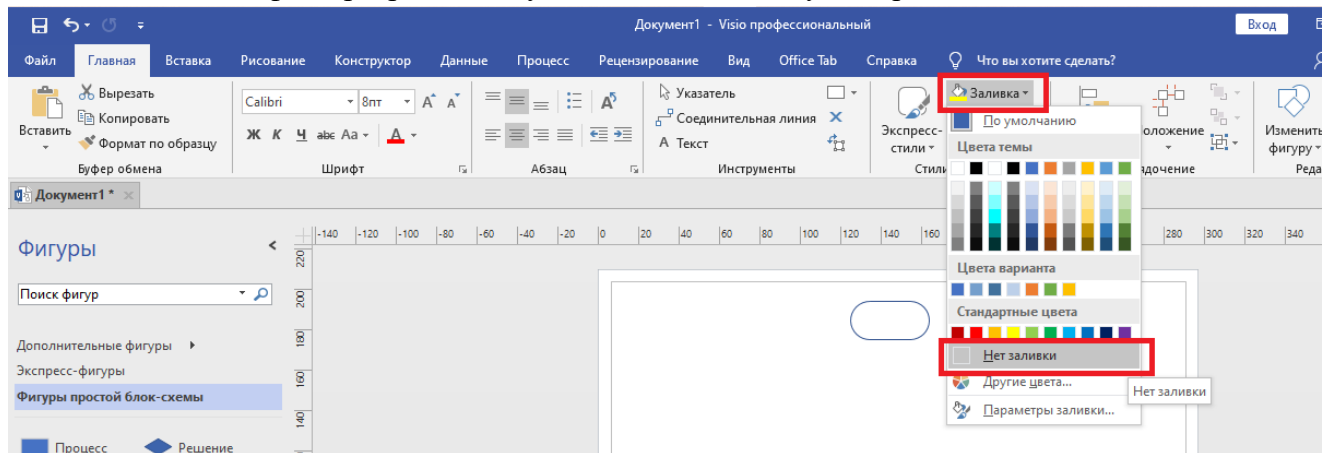 Документ1 - Visio профессиональный
Вход
Файл Главная Вставка Рисование Конструктор Данные Процесс Рецензирование Вид Office Tab Справка Что вы хотите сделать?
Вставить
Вырезать
Копировать
Формат по образцу
Буфер обмена
Calibri 8пт A A
Ж К Ч abc Aa А
Шрифт
Абзац
Указатель
Соединительная линия
А Текст
Инструменты
Экспресс-
стили
Заливка
Изменить
фигуру
По умолчанию
Цвета темы
Цвета варианта
Стандартные цвета
Нет заливки
Другие цвета...
Параметры заливки...
Нет заливки
Документ1 *
-140 -120 -100 -80 -60 -40 -20 0 20 40 60 80 100 120 140 160 280 300 320 340
220
200
180
160
140
Фигуры
Поиск фигур
Дополнительные фигуры
Экспресс-фигуры
Фигуры простой блок-схемы
Процесс Решение